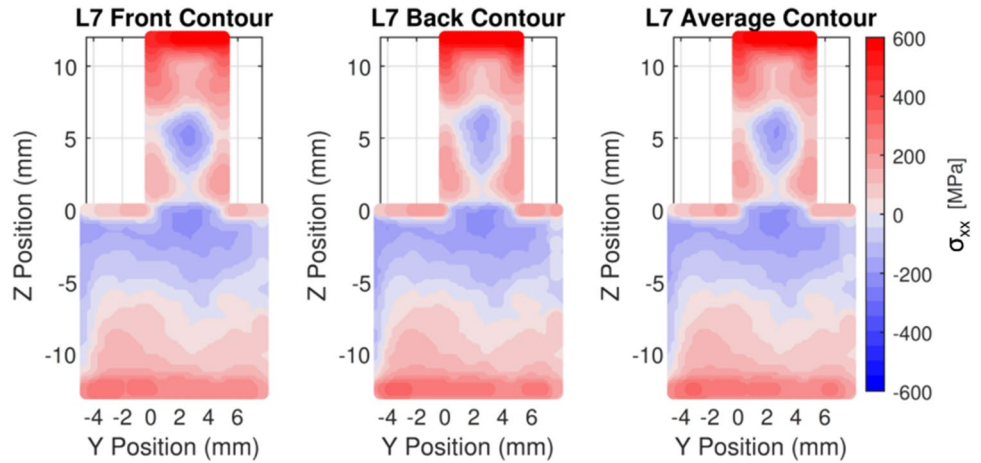 L7 Front Contour
L7 Back Contour
L7 Average Contour
10
5
0
-5
-10
-4 -2 0 2 4 6
Z Position (mm)
Y Position (mm)
10
5
0
-5
-10
-4 -2 0 2 4 6
Z Position (mm)
Y Position (mm)
10
5
0
-5
-10
-4 -2 0 2 4 6
Z Position (mm)
Y Position (mm)
600
400
200
0
-200
-400
-600
σxx [MPa]